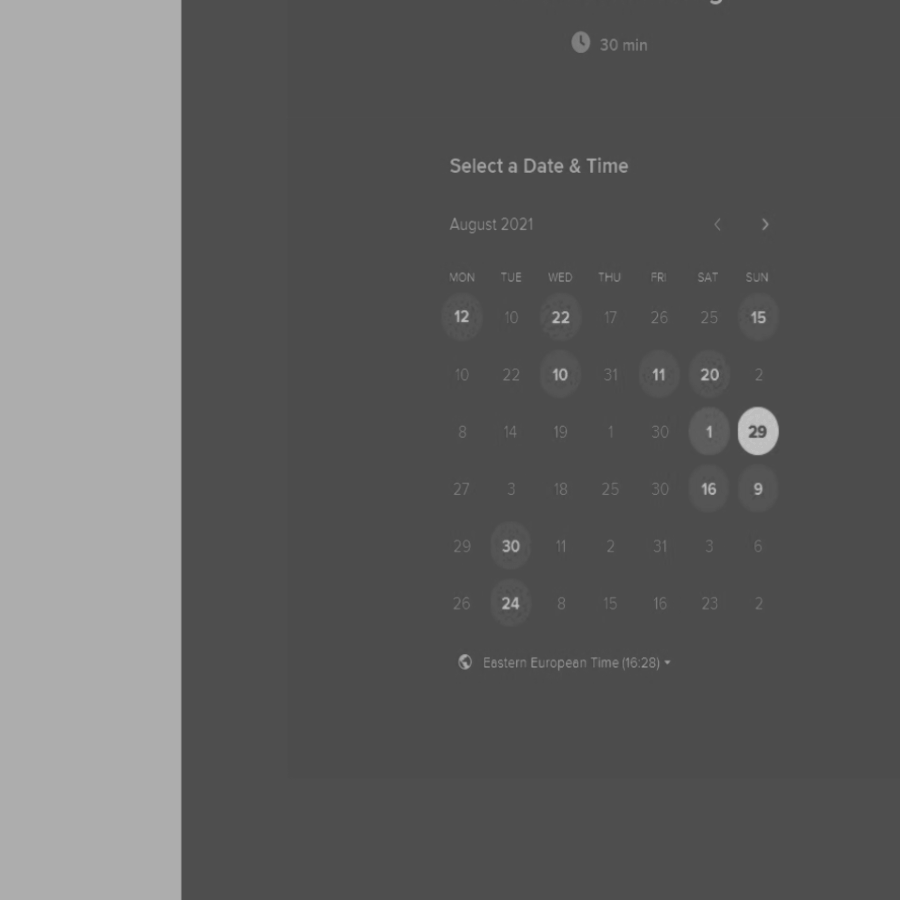 30 min
Select a Date & Time
August 2021
MON TUE WED THU FRI SAT SUN
12 10 22 17 26 25 15
10 22 10 31 11 20 2
8 14 19 1 30 1 29
27 3 18 25 30 16 9
29 30 11 2 31 3 6
26 24 8 15 16 23 2
Eastern European Time (16:28)